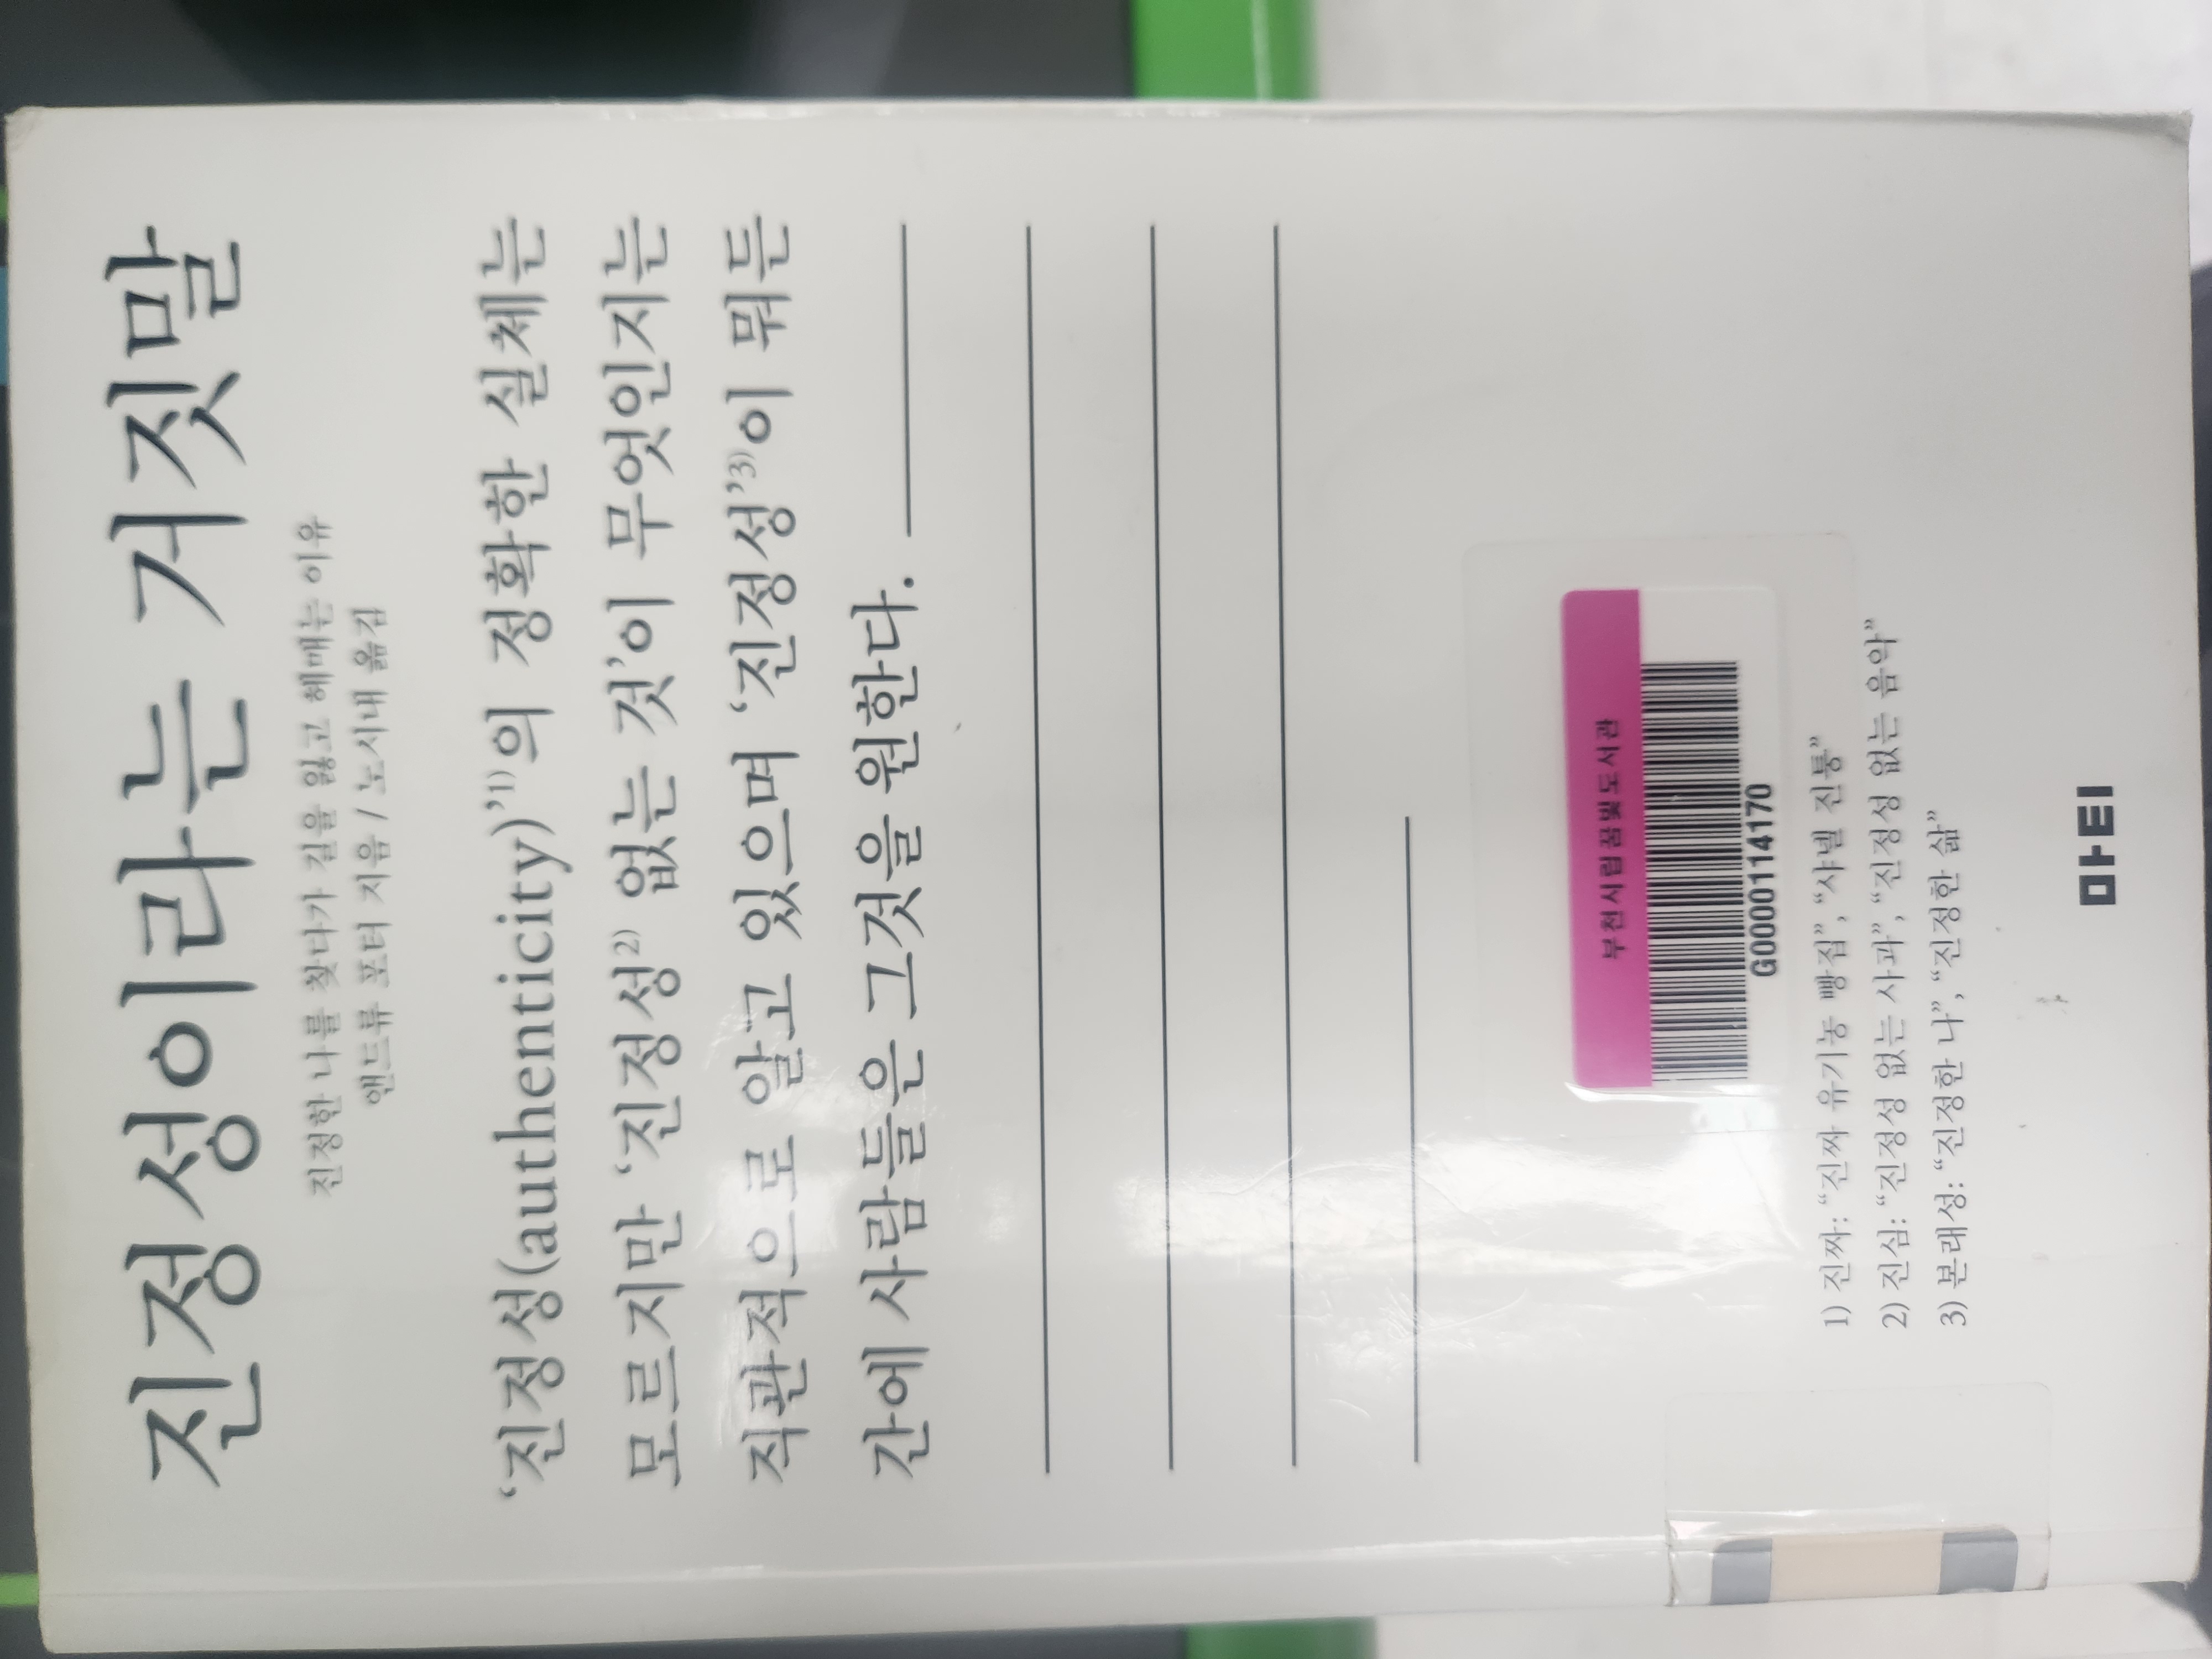 진정성이라는 거짓말
진정한 나를 찾다가 길을 잃고 헤매는 이유
앤드류 포터 지음 / 노시내 옮김
‘진정성(authenticity)’¹⁾의 정확한 실체는
모르지만 ‘진정성²⁾ 없는 것’이 무엇인지는
직관적으로 알고 있으며 ‘진정성’³⁾이 뭐든
간에 사람들은 그것을 원한다.
부천시립꿈빛도서관
G0000114170
1) 진짜: “진짜 유기농 빵집”, “샤넬 진퉁”
2) 진심: “진정성 없는 사과”, “진정성 없는 음악”
3) 본래성: “진정한 나”, “진정한 삶”
마티